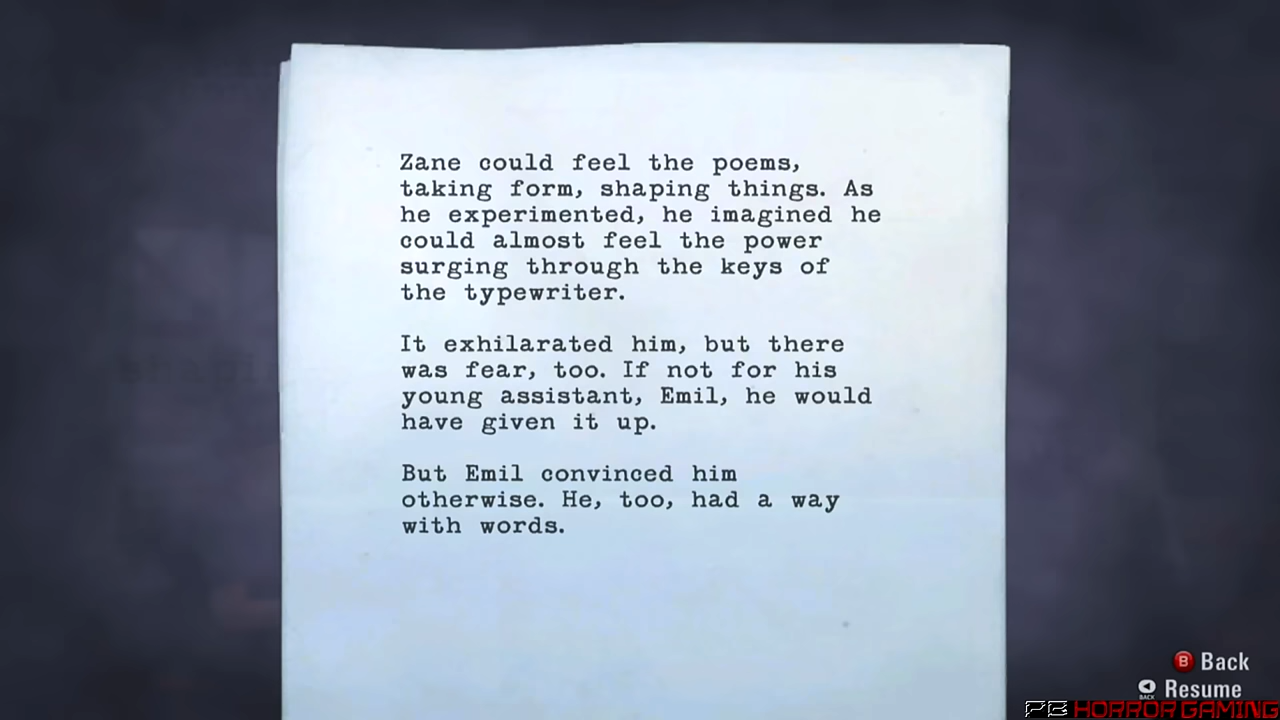 Zane could feel the poems,
taking form, shaping things. As
he experimented, he imagined he
could almost feel the power
surging through the keys of
the typewriter.
It exhilarated him, but there
was fear, too. If not for his
young assistant, Emil, he would
have given it up.
But Emil convinced him
otherwise. He, too, had a way
with words.
B Back
BACK Resume
HORROR GAMING